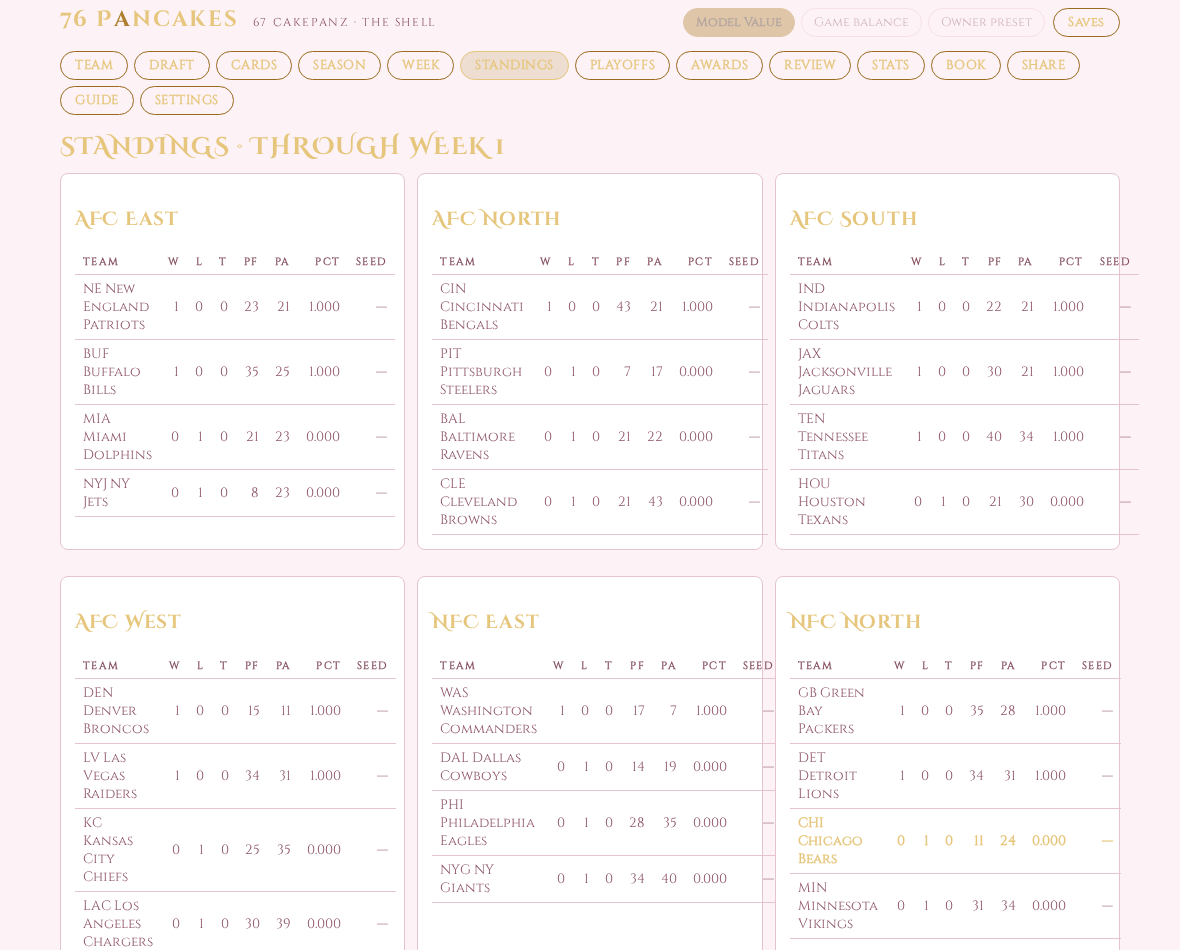 76 PANCAKES 67 CAKEPANZ · THE SHELL Model Value Game balance Owner preset Saves
TEAM DRAFT CARDS SEASON WEEK STANDINGS PLAYOFFS AWARDS REVIEW STATS BOOK SHARE
GUIDE SETTINGS
STANDINGS · THROUGH WEEK 1
AFC East
TEAM W L T PF PA PCT SEED
NE New England Patriots 1 0 0 23 21 1.000 —
BUF Buffalo Bills 1 0 0 35 25 1.000 —
MIA Miami Dolphins 0 1 0 21 23 0.000 —
NYJ NY Jets 0 1 0 8 23 0.000 —
AFC North
TEAM W L T PF PA PCT SEED
CIN Cincinnati Bengals 1 0 0 43 21 1.000 —
PIT Pittsburgh Steelers 0 1 0 7 17 0.000 —
BAL Baltimore Ravens 0 1 0 21 22 0.000 —
CLE Cleveland Browns 0 1 0 21 43 0.000 —
AFC South
TEAM W L T PF PA PCT SEED
IND Indianapolis Colts 1 0 0 22 21 1.000 —
JAX Jacksonville Jaguars 1 0 0 30 21 1.000 —
TEN Tennessee Titans 1 0 0 40 34 1.000 —
HOU Houston Texans 0 1 0 21 30 0.000 —
AFC West
TEAM W L T PF PA PCT SEED
DEN Denver Broncos 1 0 0 15 11 1.000 —
LV Las Vegas Raiders 1 0 0 34 31 1.000 —
KC Kansas City Chiefs 0 1 0 25 35 0.000 —
LAC Los Angeles Chargers 0 1 0 30 39 0.000 —
NFC East
TEAM W L T PF PA PCT SEED
WAS Washington Commanders 1 0 0 17 7 1.000 —
DAL Dallas Cowboys 0 1 0 14 19 0.000 —
PHI Philadelphia Eagles 0 1 0 28 35 0.000 —
NYG NY Giants 0 1 0 34 40 0.000 —
NFC North
TEAM W L T PF PA PCT SEED
GB Green Bay Packers 1 0 0 35 28 1.000 —
DET Detroit Lions 1 0 0 34 31 1.000 —
CHI Chicago Bears 0 1 0 11 24 0.000 —
MIN Minnesota Vikings 0 1 0 31 34 0.000 —